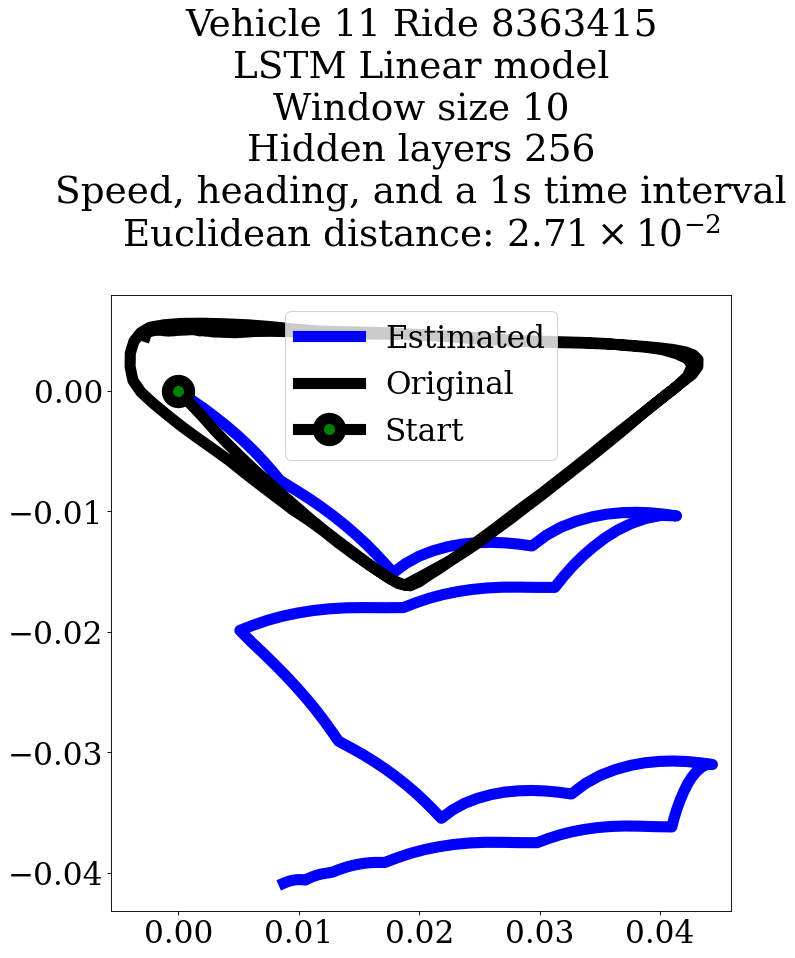 Vehicle 11 Ride 8363415
LSTM Linear model
Window size 10
Hidden layers 256
Speed, heading, and a 1s time interval
Euclidean distance: 2.71 × 10⁻²
Estimated
Original
Start
0.00
−0.01
−0.02
−0.03
−0.04
0.00 0.01 0.02 0.03 0.04